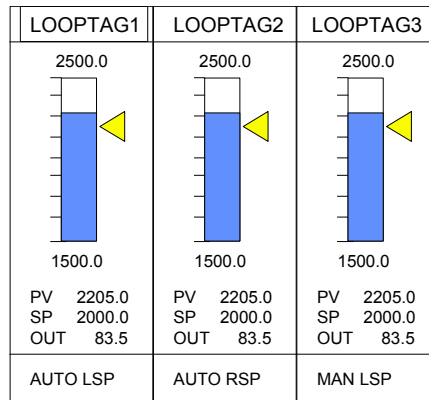 LOOPTAG1 LOOPTAG2 LOOPTAG3
2500.0 2500.0 2500.0
1500.0 1500.0 1500.0
PV 2205.0 PV 2205.0 PV 2205.0
SP 2000.0 SP 2000.0 SP 2000.0
OUT 83.5 OUT 83.5 OUT 83.5
AUTO LSP AUTO RSP MAN LSP